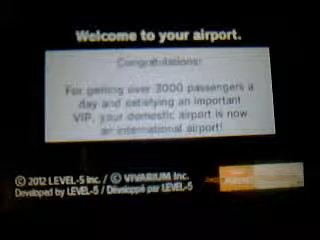 Welcome to your airport.
Congratulations!
For getting over 3000 passengers a
day and satisfying an important
VIP, your domestic airport is now
an international airport!
© 2012 LEVEL-5 Inc. / © VIVARIUM Inc.
Developed by LEVEL-5 / Développé par LEVEL-5